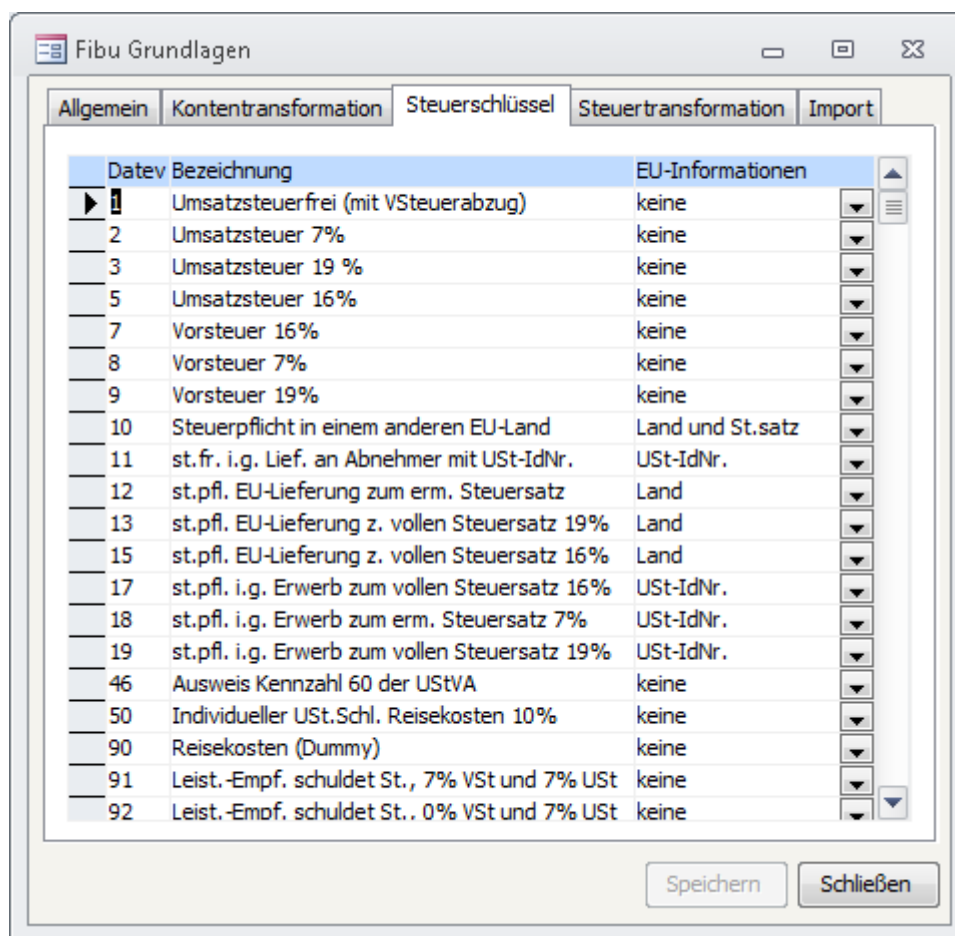 Fibu Grundlagen
Allgemein Kontentransformation Steuerschlüssel Steuertransformation Import
Datev Bezeichnung EU-Informationen
1 Umsatzsteuerfrei (mit VSteuerabzug) keine
2 Umsatzsteuer 7% keine
3 Umsatzsteuer 19 % keine
5 Umsatzsteuer 16% keine
7 Vorsteuer 16% keine
8 Vorsteuer 7% keine
9 Vorsteuer 19% keine
10 Steuerpflicht in einem anderen EU-Land Land und St.satz
11 st.fr. i.g. Lief. an Abnehmer mit USt-IdNr. USt-IdNr.
12 st.pfl. EU-Lieferung zum erm. Steuersatz Land
13 st.pfl. EU-Lieferung z. vollen Steuersatz 19% Land
15 st.pfl. EU-Lieferung z. vollen Steuersatz 16% Land
17 st.pfl. i.g. Erwerb zum vollen Steuersatz 16% USt-IdNr.
18 st.pfl. i.g. Erwerb zum erm. Steuersatz 7% USt-IdNr.
19 st.pfl. i.g. Erwerb zum vollen Steuersatz 19% USt-IdNr.
46 Ausweis Kennzahl 60 der UStVA keine
50 Individueller USt.Schl. Reisekosten 10% keine
90 Reisekosten (Dummy) keine
91 Leist.-Empf. schuldet St., 7% VSt und 7% USt keine
92 Leist.-Empf. schuldet St., 0% VSt und 7% USt keine
Speichern Schließen